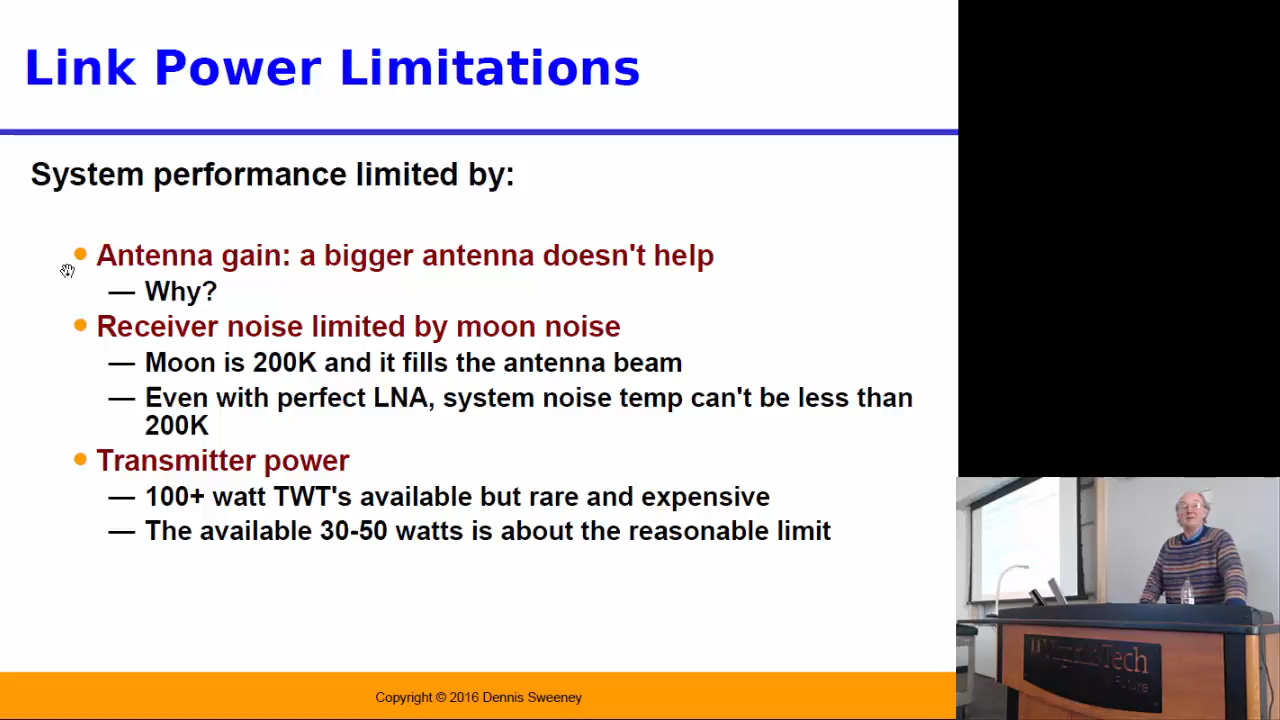 Link Power Limitations
System performance limited by:
Antenna gain: a bigger antenna doesn't help
— Why?
Receiver noise limited by moon noise
— Moon is 200K and it fills the antenna beam
— Even with perfect LNA, system noise temp can't be less than
200K
Transmitter power
— 100+ watt TWT's available but rare and expensive
— The available 30-50 watts is about the reasonable limit
Copyright © 2016 Dennis Sweeney
VirginiaTech
Future